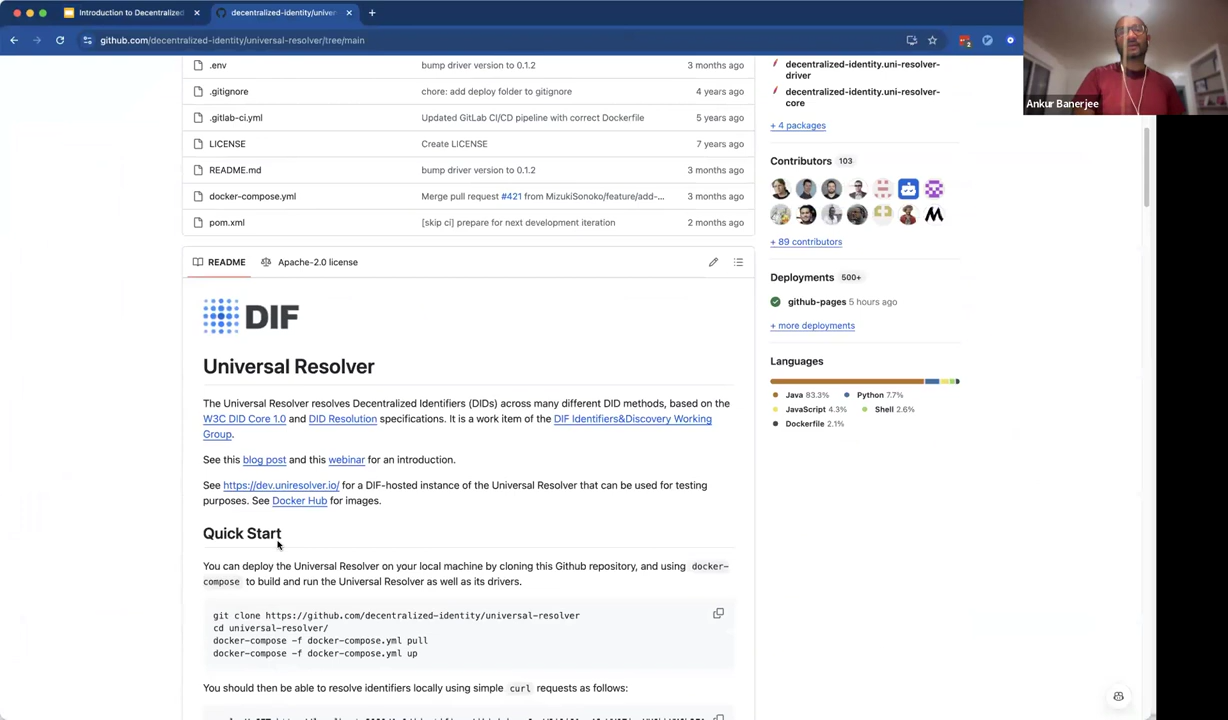 Introduction to Decentralized
decentralized-identity/univer
github.com/decentralized-identity/universal-resolver/tree/main
Ankur Banerjee
.env bump driver version to 0.1.2 3 months ago
.gitignore chore: add deploy folder to gitignore 4 years ago
.gitlab-ci.yml Updated GitLab CI/CD pipeline with correct Dockerfile 5 years ago
LICENSE Create LICENSE 7 years ago
README.md bump driver version to 0.1.2 3 months ago
docker-compose.yml Merge pull request #421 from MizukiSonoko/feature/add-... 3 months ago
pom.xml [skip ci] prepare for next development iteration 2 months ago
README Apache-2.0 license
DIF
Universal Resolver
The Universal Resolver resolves Decentralized Identifiers (DIDs) across many different DID methods, based on the
W3C DID Core 1.0 and DID Resolution specifications. It is a work item of the DIF Identifiers&Discovery Working
Group.
See this blog post and this webinar for an introduction.
See https://dev.uniresolver.io/ for a DIF-hosted instance of the Universal Resolver that can be used for testing
purposes. See Docker Hub for images.
Quick Start
You can deploy the Universal Resolver on your local machine by cloning this Github repository, and using docker-
compose to build and run the Universal Resolver as well as its drivers.
git clone https://github.com/decentralized-identity/universal-resolver
cd universal-resolver/
docker-compose -f docker-compose.yml pull
docker-compose -f docker-compose.yml up
You should then be able to resolve identifiers locally using simple curl requests as follows:
decentralized-identity.uni-resolver-
driver
decentralized-identity.uni-resolver-
core
+ 4 packages
Contributors 103
+ 89 contributors
Deployments 500+
github-pages 5 hours ago
+ more deployments
Languages
Java 83.3% Python 7.7%
JavaScript 4.3% Shell 2.6%
Dockerfile 2.1%